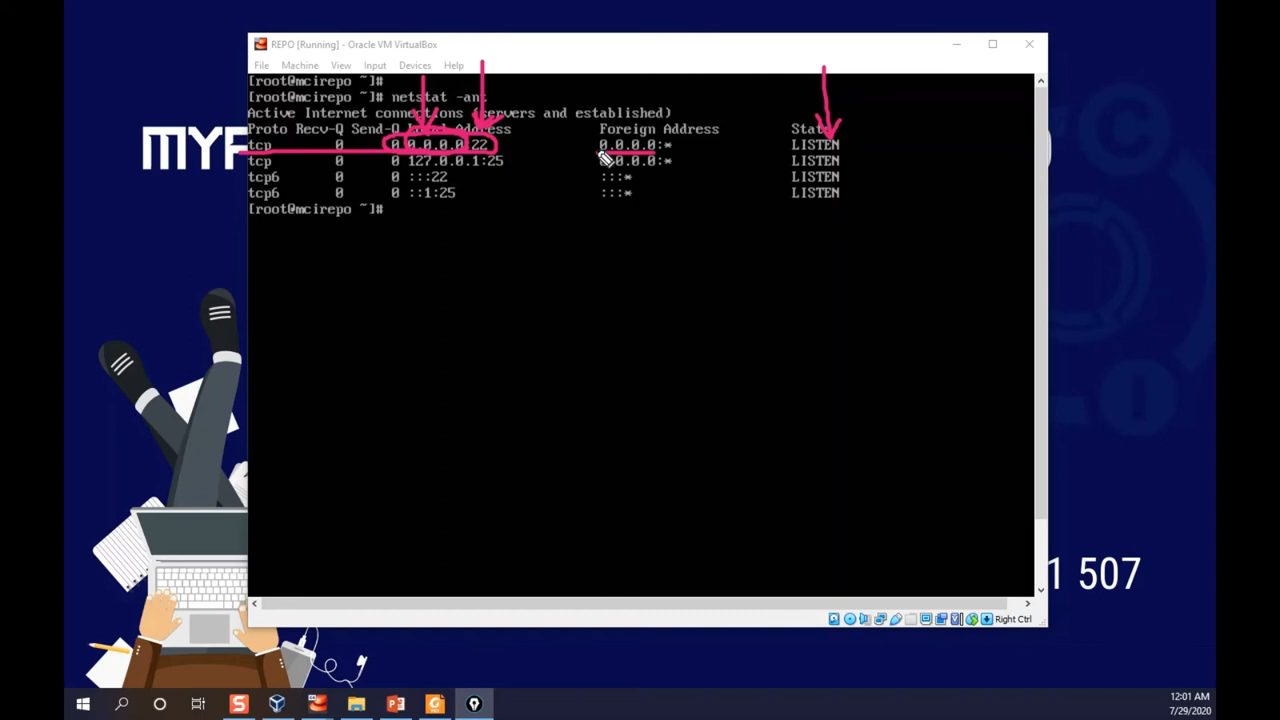 REPO [Running] - Oracle VM VirtualBox
File Machine View Input Devices Help
[root@mcirepo ~]#
[root@mcirepo ~]# netstat -ant
Active Internet connections (servers and established)
Proto Recv-Q Send-Q Local Address Foreign Address State
tcp 0 0 0.0.0.0:22 0.0.0.0:* LISTEN
tcp 0 0 127.0.0.1:25 0.0.0.0:* LISTEN
tcp6 0 0 :::22 :::* LISTEN
tcp6 0 0 ::1:25 :::* LISTEN
[root@mcirepo ~]#
MYF
1 507
Right Ctrl
12:01 AM
7/29/2020